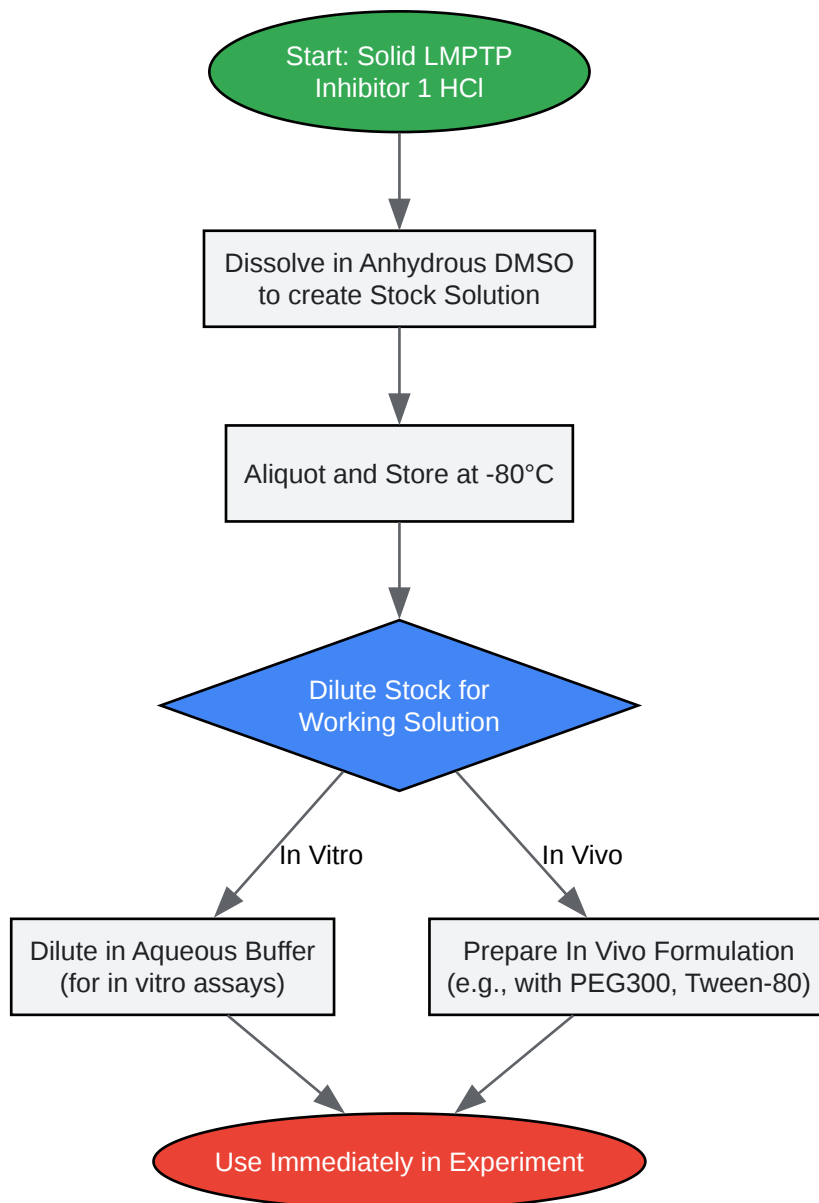 Start: Solid LMPTP
Inhibitor 1 HCl
Dissolve in Anhydrous DMSO
to create Stock Solution
Aliquot and Store at -80°C
Dilute Stock for
Working Solution
In Vitro
In Vivo
Dilute in Aqueous Buffer
(for in vitro assays)
Prepare In Vivo Formulation
(e.g., with PEG300, Tween-80)
Use Immediately in Experiment